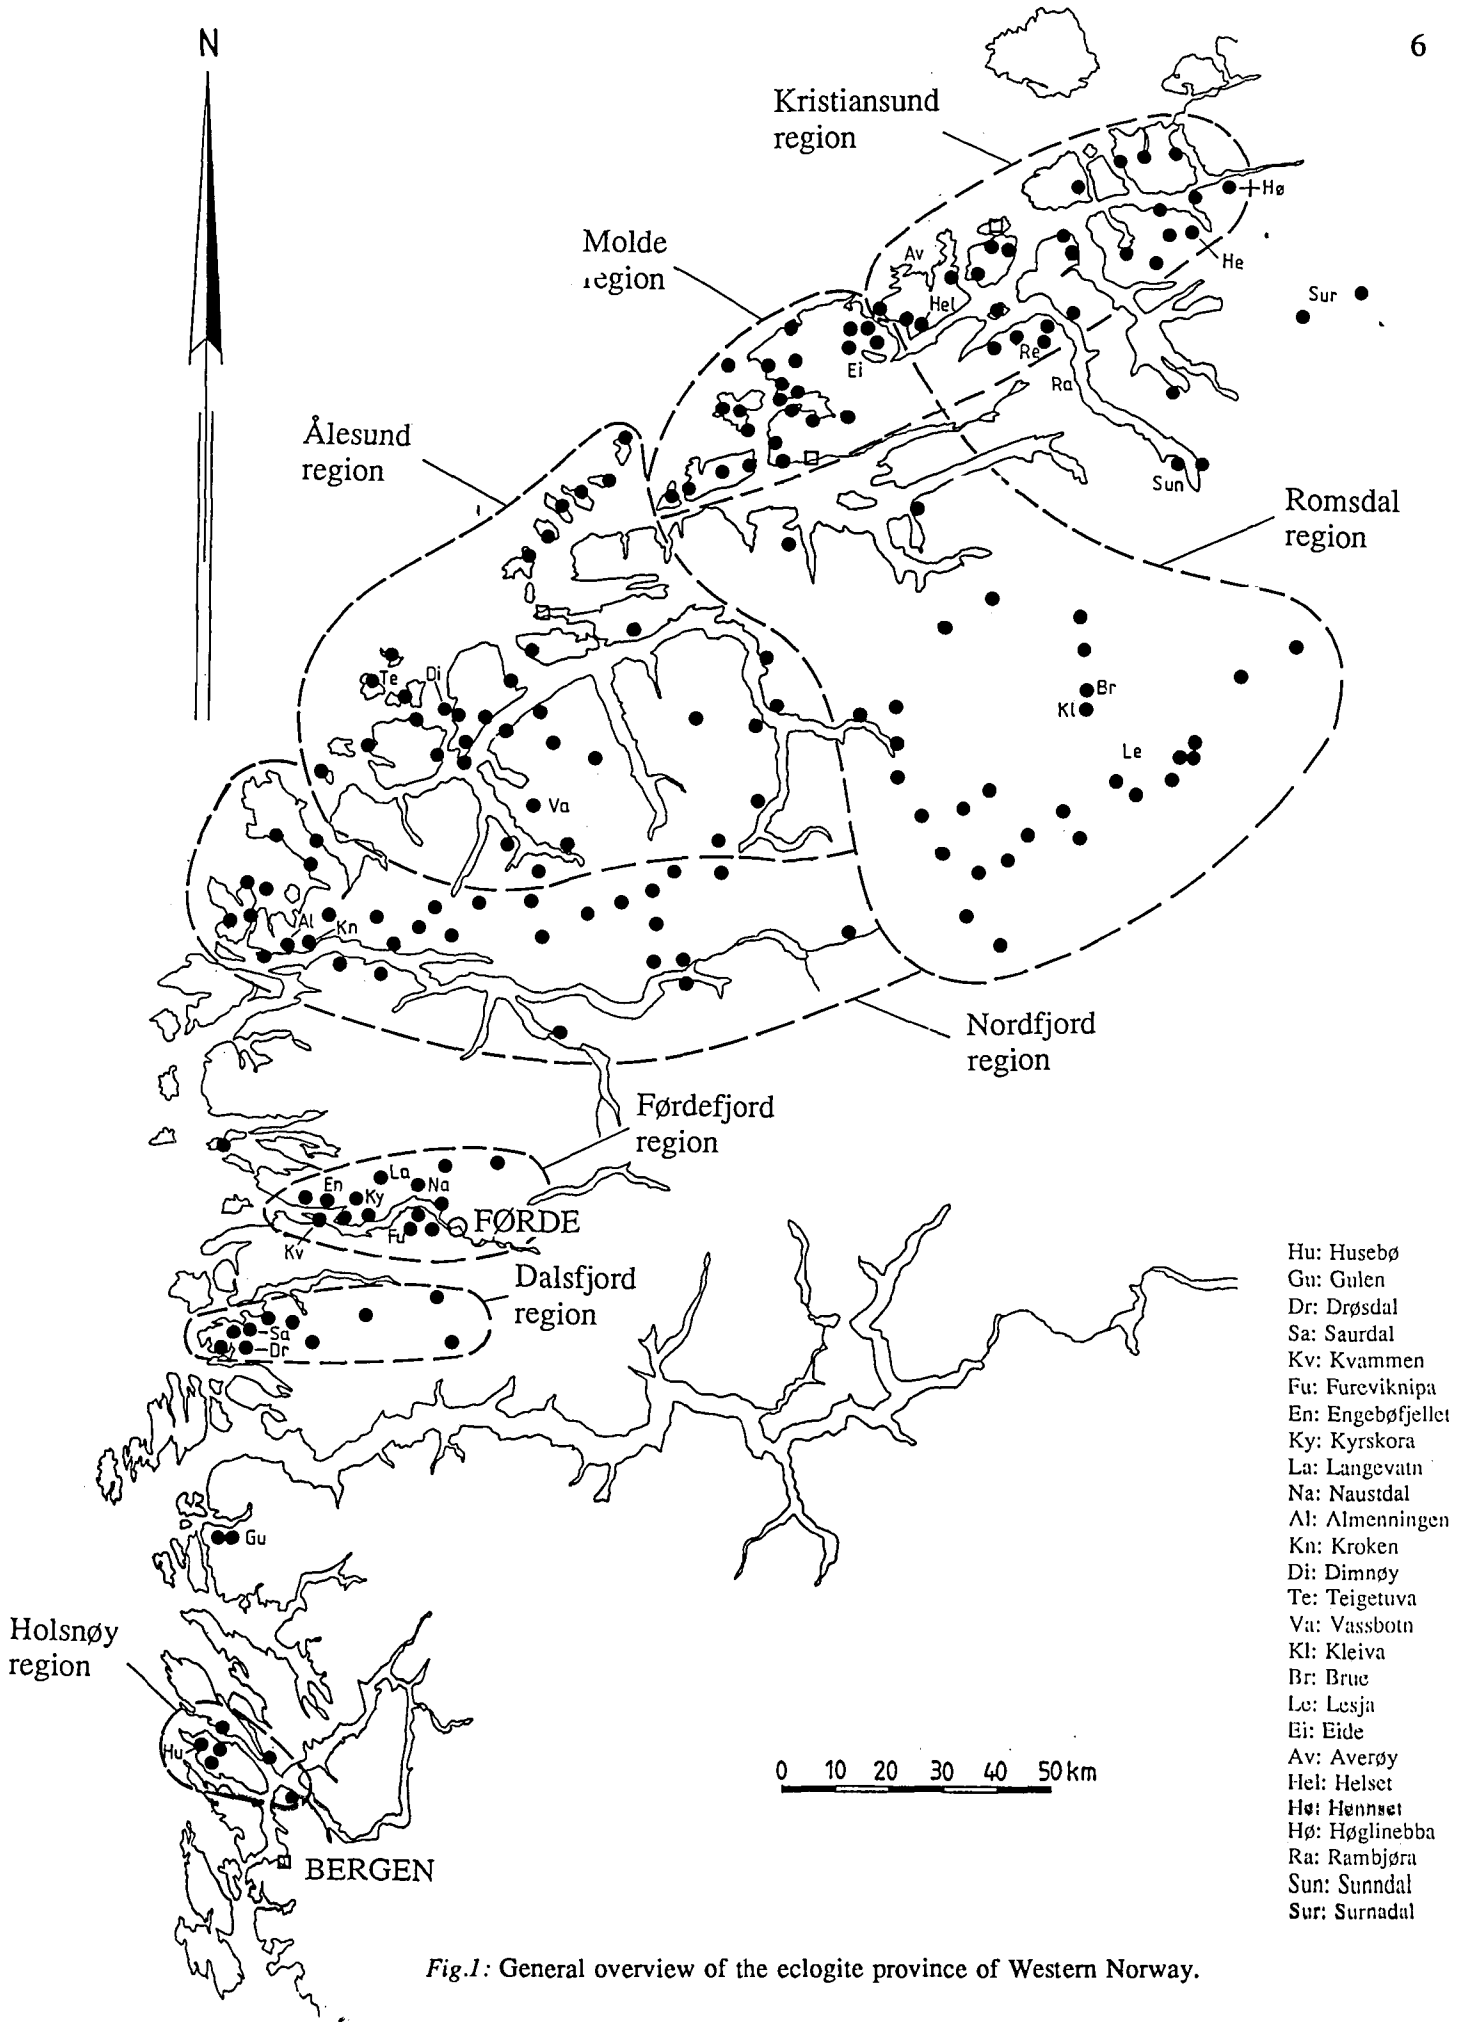 N
6
Kristiansund
region
Hø
Molde
region
Av
He
Hel
Sur
Re
Ei
Ra
Ålesund
region
Sun
Romsdal
region
Te
Di
Br
Kl
Le
Va
Al
Kn
Nordfjord
region
Førdefjord
region
La
En
Na
Ky
FØRDE
Fu
Kv
Dalsfjord
region
Sa
Dr
Gu
Holsnøy
region
Hu
0 10 20 30 40 50 km
BERGEN
Hu: Husebø
Gu: Gulen
Dr: Drøsdal
Sa: Saurdal
Kv: Kvammen
Fu: Fureviknipa
En: Engebøfjellet
Ky: Kyrskora
La: Langevatn
Na: Naustdal
Al: Almenningen
Kn: Kroken
Di: Dimnøy
Te: Teigetuva
Va: Vassbotn
Kl: Kleiva
Br: Brue
Le: Lesja
Ei: Eide
Av: Averøy
Hel: Helset
He: Hennset
Hø: Høglinebba
Ra: Rambjøra
Sun: Sunndal
Sur: Surnadal
Fig.1: General overview of the eclogite province of Western Norway.